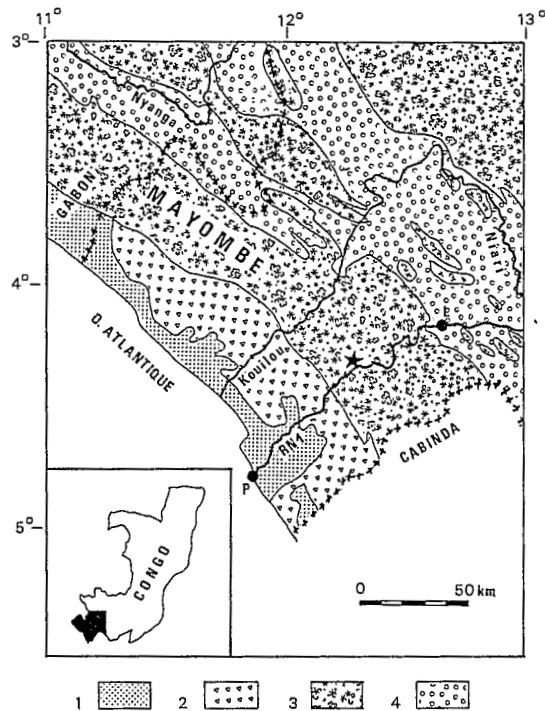 11° 12° 13°
3°
Nyanga
GABON
MAYOMBE
Niari
4°
L
O. ATLANTIQUE
Kouilou
RN1
CABINDA
P
5°
CONGO
0 50 km
1 2 3 4